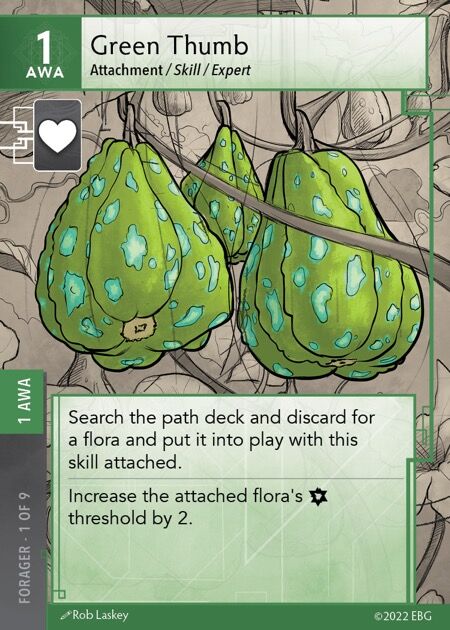 1
AWA
Green Thumb
Attachment / Skill / Expert
1 AWA
FORAGER · 1 OF 9
Search the path deck and discard for
a flora and put it into play with this
skill attached.
Increase the attached flora's
threshold by 2.
Rob Laskey
©2022 EBG